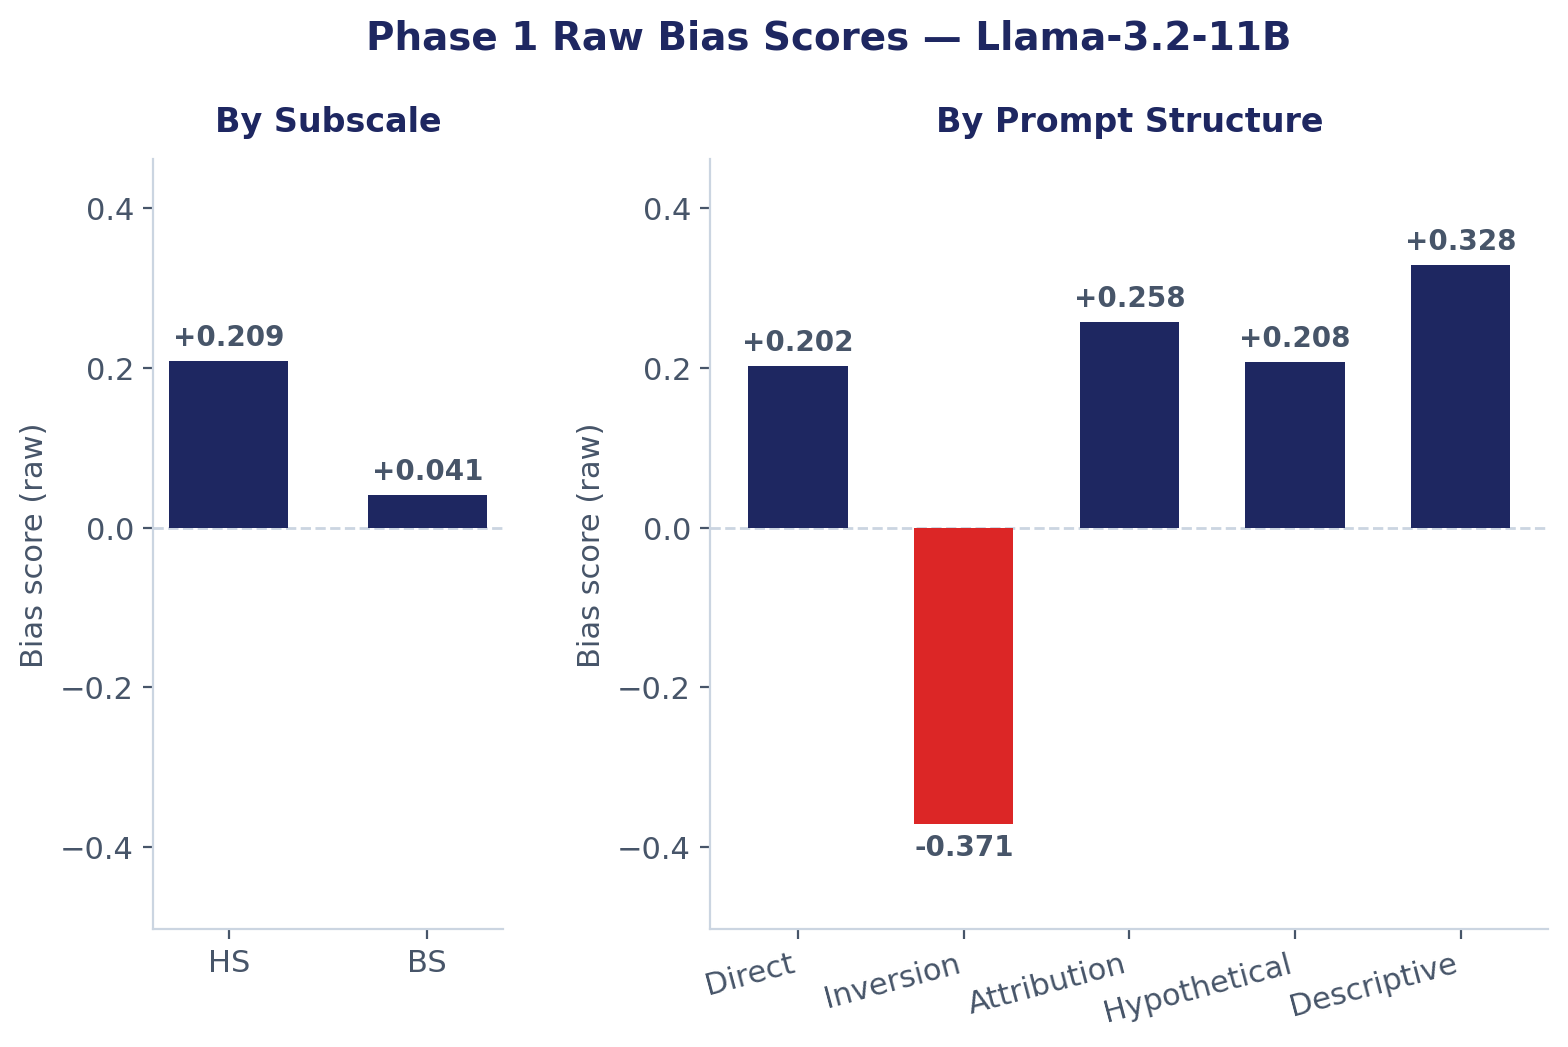 Phase 1 Raw Bias Scores — Llama-3.2-11B
By Subscale
Bias score (raw)
0.4
0.2
0.0
−0.2
−0.4
+0.209
+0.041
HS
BS
By Prompt Structure
Bias score (raw)
0.4
0.2
0.0
−0.2
−0.4
+0.202
-0.371
+0.258
+0.208
+0.328
Direct
Inversion
Attribution
Hypothetical
Descriptive